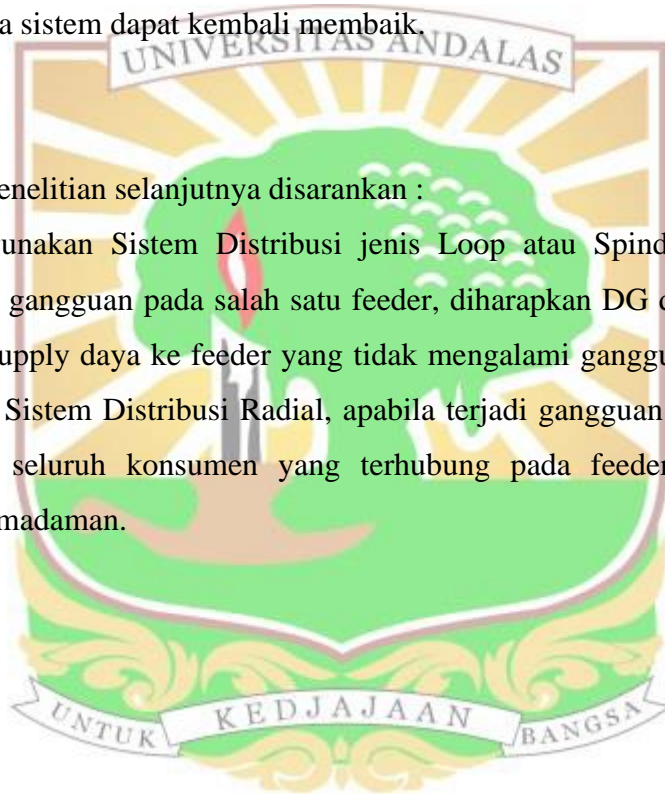 a sistem dapat kembali membaik.
UNIVERSITAS ANDALAS
enelitian selanjutnya disarankan :
unakan Sistem Distribusi jenis Loop atau Spind
gangguan pada salah satu feeder, diharapkan DG d
upply daya ke feeder yang tidak mengalami ganggu
Sistem Distribusi Radial, apabila terjadi gangguan
seluruh konsumen yang terhubung pada feeder
madaman.
UNTUK KEDJAJAAN BANGSA